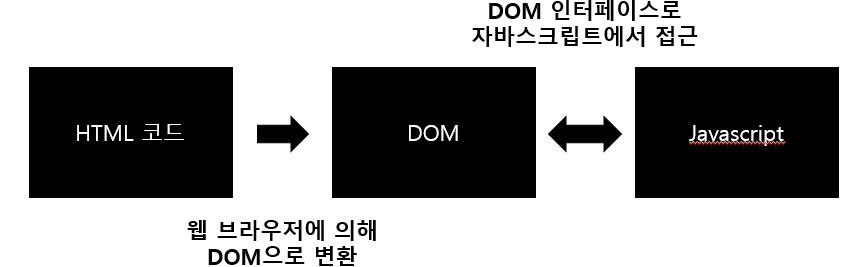 DOM 인터페이스로
자바스크립트에서 접근
HTML 코드
DOM
Javascript
웹 브라우저에 의해
DOM으로 변환